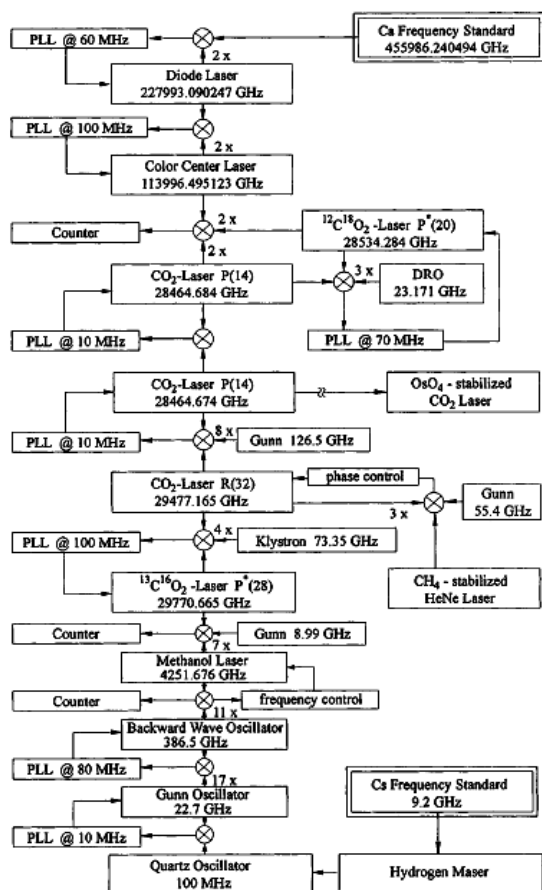 PLL @ 60 MHz
Ca Frequency Standard
455986.240494 GHz
2 x
Diode Laser
227993.090247 GHz
PLL @ 100 MHz
2 x
Color Center Laser
113996.495123 GHz
Counter
2 x
2 x
12C18O2 -Laser P*(20)
28534.284 GHz
CO2-Laser P(14)
28464.684 GHz
3 x
DRO
23.171 GHz
PLL @ 10 MHz
PLL @ 70 MHz
CO2-Laser P(14)
28464.674 GHz
OsO4 - stabilized
CO2 Laser
PLL @ 10 MHz
8 x
Gunn 126.5 GHz
CO2-Laser R(32)
29477.165 GHz
phase control
3 x
Gunn
55.4 GHz
PLL @ 100 MHz
4 x
Klystron 73.35 GHz
CH4 - stabilized
HeNe Laser
13C16O2 -Laser P*(28)
29770.665 GHz
Counter
Gunn 8.99 GHz
7 x
Methanol Laser
4251.676 GHz
Counter
frequency control
11 x
Backward Wave Oscillator
386.5 GHz
PLL @ 80 MHz
17 x
Gunn Oscillator
22.7 GHz
Cs Frequency Standard
9.2 GHz
PLL @ 10 MHz
Quartz Oscillator
100 MHz
Hydrogen Maser